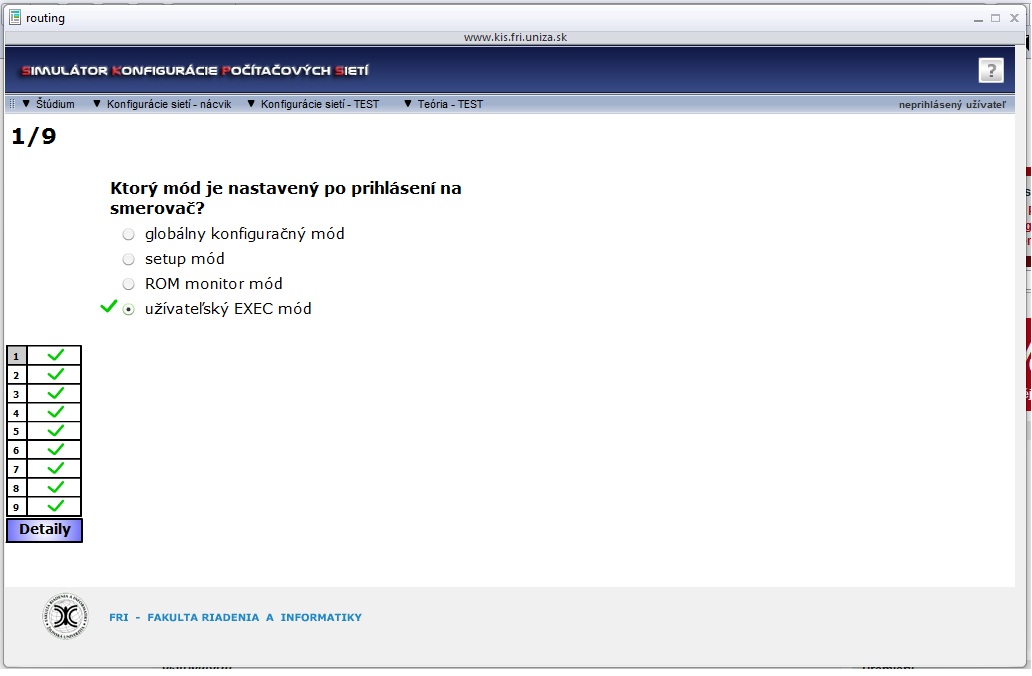 routing
www.kis.fri.uniza.sk
SIMULÁTOR KONFIGURÁCIE POČÍTAČOVÝCH SIETÍ
?
▼ Štúdium ▼ Konfigurácie sietí - nácvik ▼ Konfigurácie sietí - TEST ▼ Teória - TEST neprihlásený užívateľ
1/9
Ktorý mód je nastavený po prihlásení na
smerovač?
globálny konfiguračný mód
setup mód
ROM monitor mód
užívateľský EXEC mód
1
2
3
4
5
6
7
8
9
Detaily
FRI - FAKULTA RIADENIA A INFORMATIKY